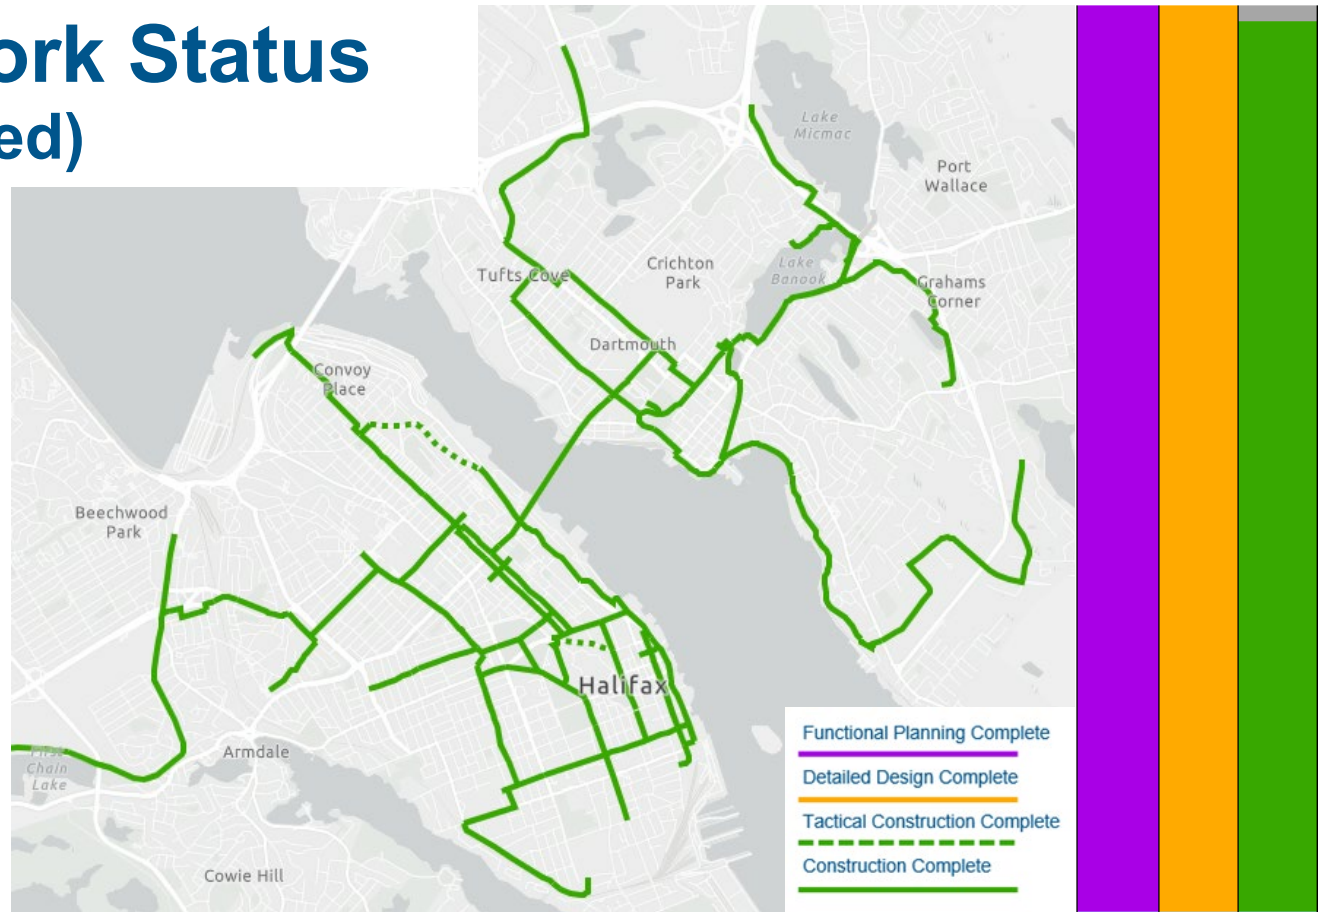 ork Status
ed)
Lake
Micmac
Port
Wallace
Tufts Cove
Crichton
Park
Lake
Banook
Grahams
Corner
Dartmouth
Convoy
Place
Beechwood
Park
Halifax
Armdale
First
Chain
Lake
Cowie Hill
Functional Planning Complete
Detailed Design Complete
Tactical Construction Complete
Construction Complete